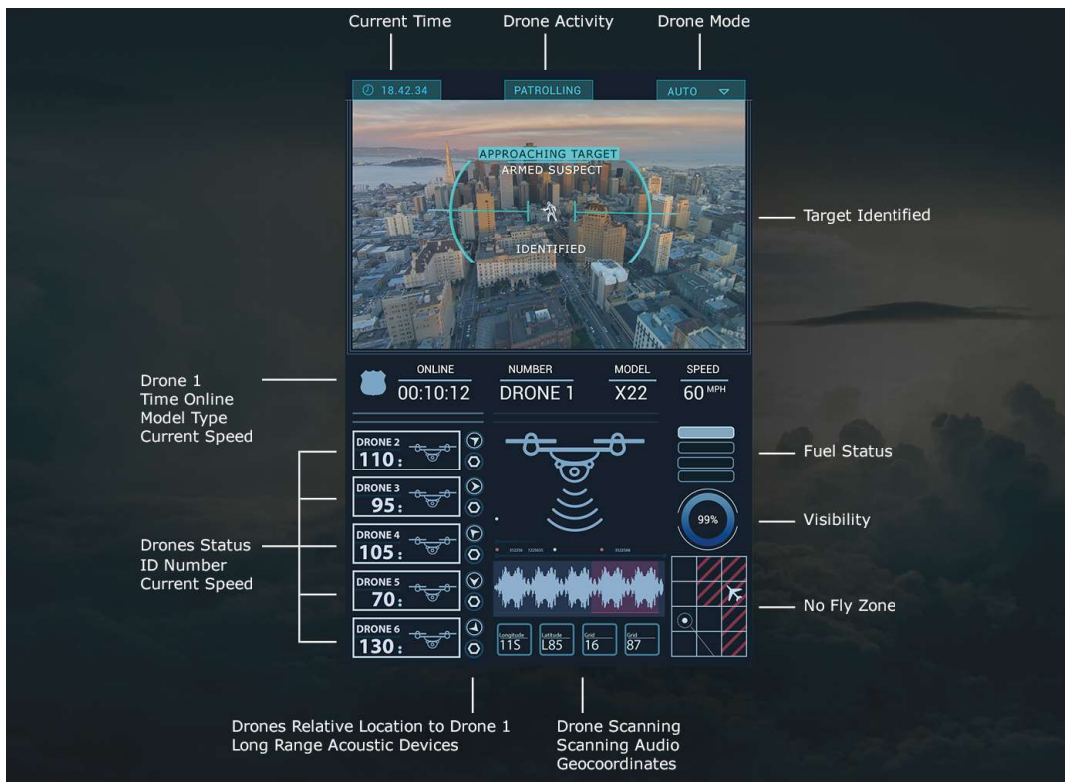 Current Time
Drone Activity
Drone Mode
18.42.34
PATROLLING
AUTO
APPROACHING TARGET
ARMED SUSPECT
IDENTIFIED
Target Identified
Drone 1
Time Online
Model Type
Current Speed
ONLINE
00:10:12
NUMBER
DRONE 1
MODEL
X22
SPEED
60 MPH
Drones Status
ID Number
Current Speed
DRONE 2
110:
DRONE 3
95:
DRONE 4
105:
DRONE 5
70:
DRONE 6
130:
Fuel Status
99%
Visibility
No Fly Zone
Longitude
11S
Latitude
L85
Grid
16
Grid
87
Drones Relative Location to Drone 1
Long Range Acoustic Devices
Drone Scanning
Scanning Audio
Geocoordinates